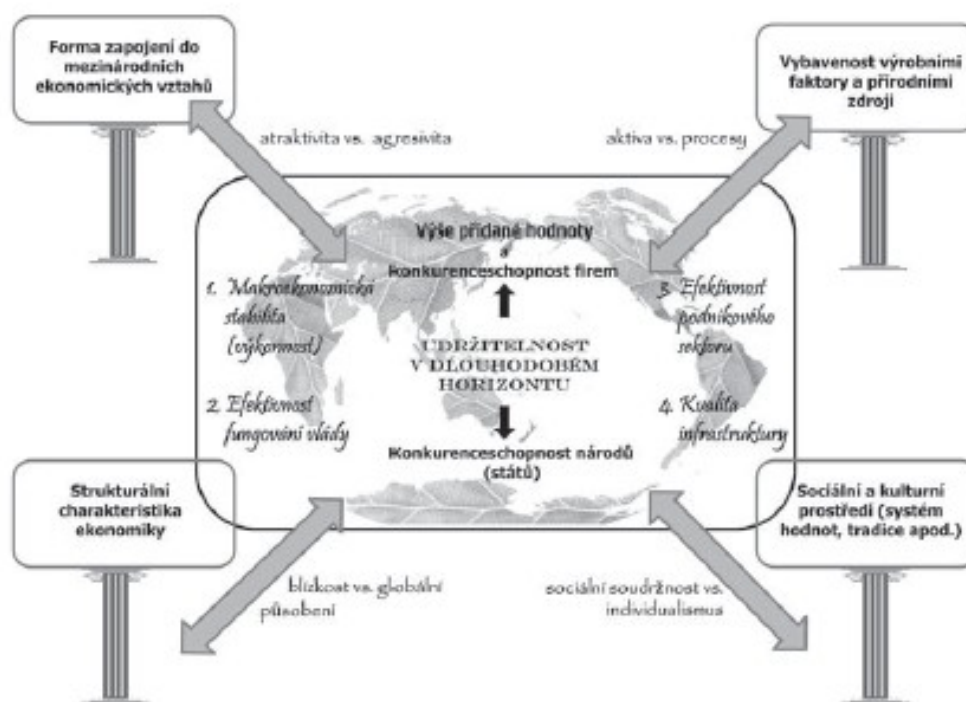 Forma zapojení do
mezinárodních
ekonomických vztahů
Vybavenost výrobními
faktory a přírodními
zdroji
atraktivita vs. agresivita
aktiva vs. procesy
Výše přidané hodnoty
a
Konkurenceschopnost firem
1. Makroekonomická
stabilita
(výkonnost)
3. Efektivnost
podnikového
sektoru
UDRŽITELNOST
V DLOUHODOBÉM
HORIZONTU
2. Efektivnost
fungování vlády
4. Kvalita
infrastruktury
Konkurenceschopnost národů
(států)
Strukturální
charakteristika
ekonomiky
Sociální a kulturní
prostředí (systém
hodnot, tradice apod.)
blízkost vs. globální
působení
sociální soudržnost vs.
individualismus